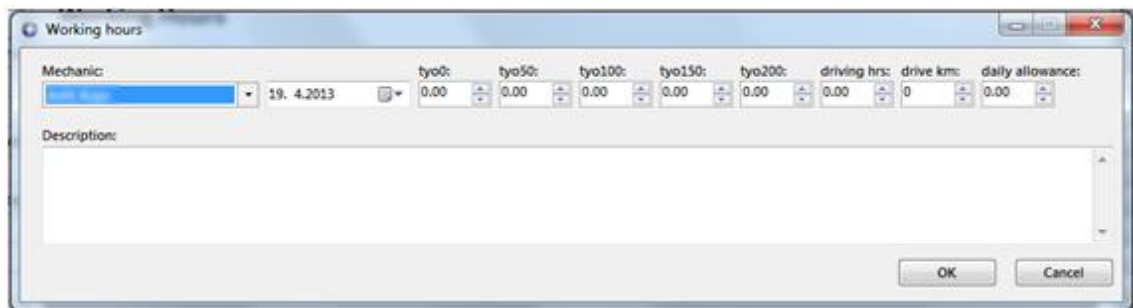 Working hours
Mechanic: tyo0: tyo50: tyo100: tyo150: tyo200: driving hrs: drive km: daily allowance:
19. 4.2013 0.00 0.00 0.00 0.00 0.00 0.00 0 0.00
Description:
OK Cancel